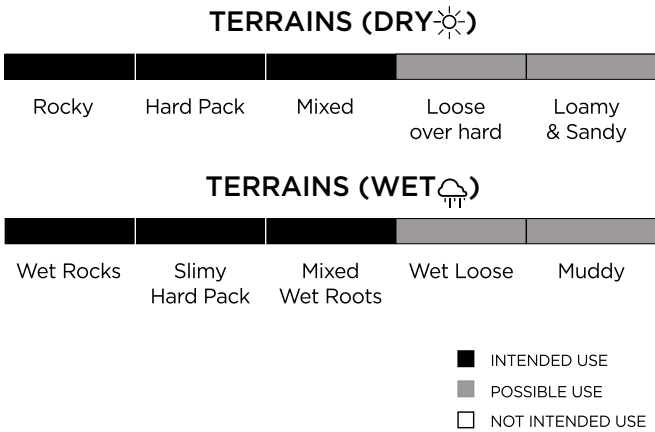 TERRAINS (DRY)
Rocky
Hard Pack
Mixed
Loose
over hard
Loamy
& Sandy
TERRAINS (WET)
Wet Rocks
Slimy
Hard Pack
Mixed
Wet Roots
Wet Loose
Muddy
INTENDED USE
POSSIBLE USE
NOT INTENDED USE